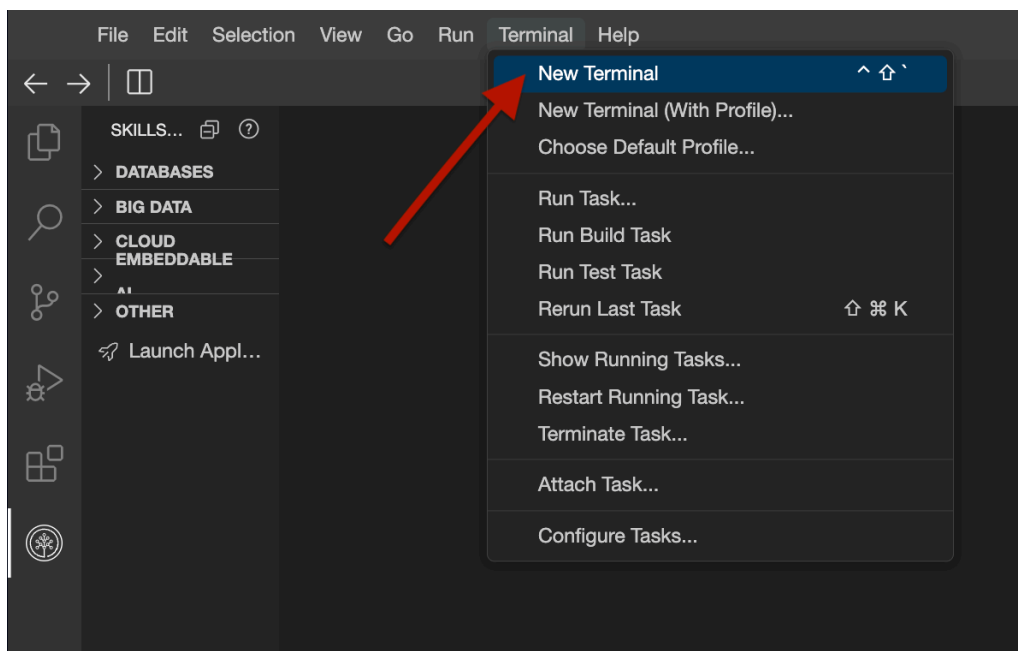 File Edit Selection View Go Run Terminal Help
New Terminal ^ ⇧ `
New Terminal (With Profile)...
Choose Default Profile...
Run Task...
Run Build Task
Run Test Task
Rerun Last Task ⇧ ⌘ K
Show Running Tasks...
Restart Running Task...
Terminate Task...
Attach Task...
Configure Tasks...
SKILLS...
DATABASES
BIG DATA
CLOUD
EMBEDDABLE
AI
OTHER
Launch Appl...